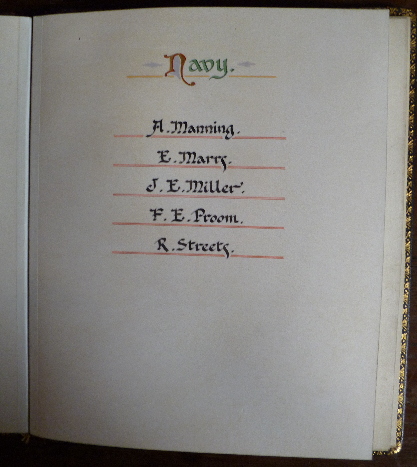 Navy.
A. Manning.
E. Marrs.
J. E. Miller.
F. E. Proom.
R. Streets.